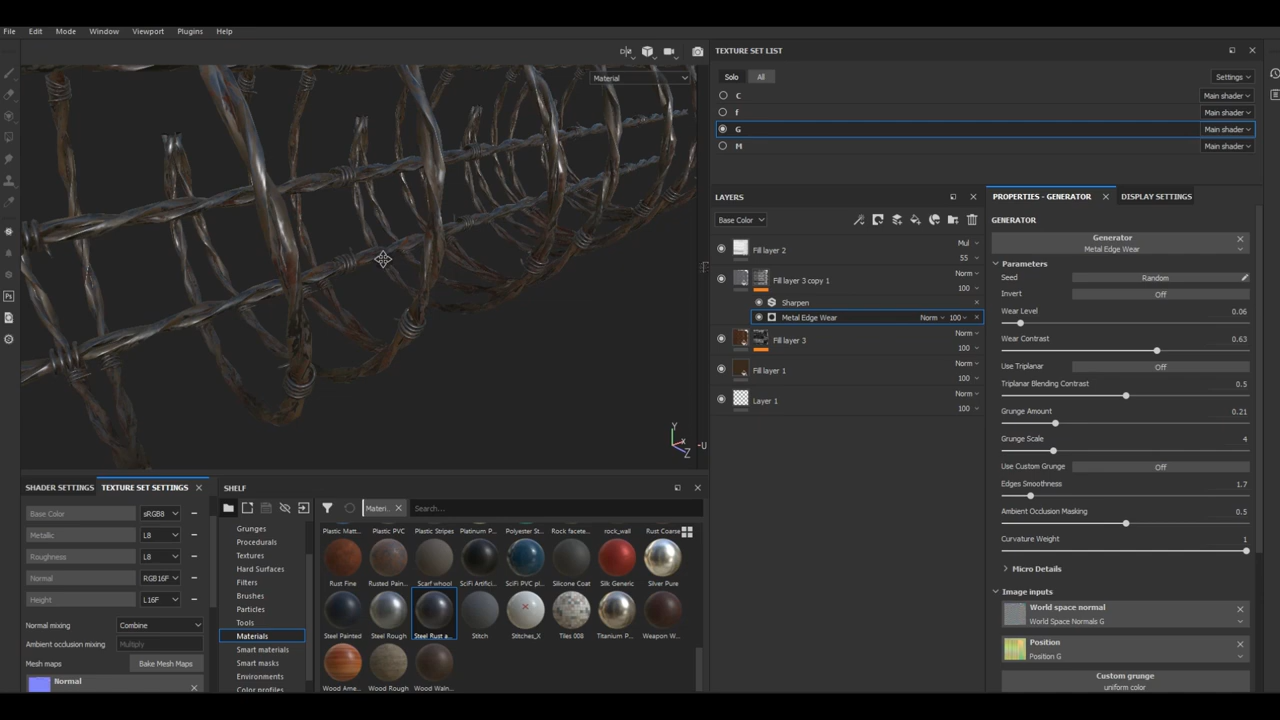 File Edit Mode Window Viewport Plugins Help
Material
Y
X
Z
-U
TEXTURE SET LIST
Solo All Settings
C Main shader
f Main shader
G Main shader
M Main shader
LAYERS
Base Color
Fill layer 2 Mul 55
Fill layer 3 copy 1 Norm 100
Sharpen
Metal Edge Wear Norm 100
Fill layer 3 Norm 100
Fill layer 1 Norm 100
Layer 1 Norm 100
PROPERTIES - GENERATOR DISPLAY SETTINGS
GENERATOR
Generator
Metal Edge Wear
Parameters
Seed Random
Invert Off
Wear Level 0.06
Wear Contrast 0.63
Use Triplanar Off
Triplanar Blending Contrast 0.5
Grunge Amount 0.21
Grunge Scale 4
Use Custom Grunge Off
Edges Smoothness 1.7
Ambient Occlusion Masking 0.5
Curvature Weight 1
Micro Details
Image inputs
World space normal
World Space Normals G
Position
Position G
Custom grunge
uniform color
SHADER SETTINGS TEXTURE SET SETTINGS
Base Color sRGB8
Metallic L8
Roughness L8
Normal RGB16F
Height L16F
Normal mixing: Combine
Ambient occlusion mixing: Multiply
Mesh maps Bake Mesh Maps
Normal
SHELF
Materi... Search...
Grunges
Procedurals
Textures
Hard Surfaces
Filters
Brushes
Particles
Tools
Materials
Smart materials
Smart masks
Environments
Color profiles
Plastic Matt... Plastic PVC Plastic Stripes Platinum P... Polyester St... Rock facete... rock_wall Rust Coarse
Rust Fine Rusted Pain... Scarf whool SciFi Artifici... SciFi PVC pl... Silicone Coat Silk Generic Silver Pure
Steel Painted Steel Rough Steel Rust a... Stitch Stitches_X Tiles 008 Titanium P... Weapon W...
Wood Ame... Wood Rough Wood Waln...
Ps